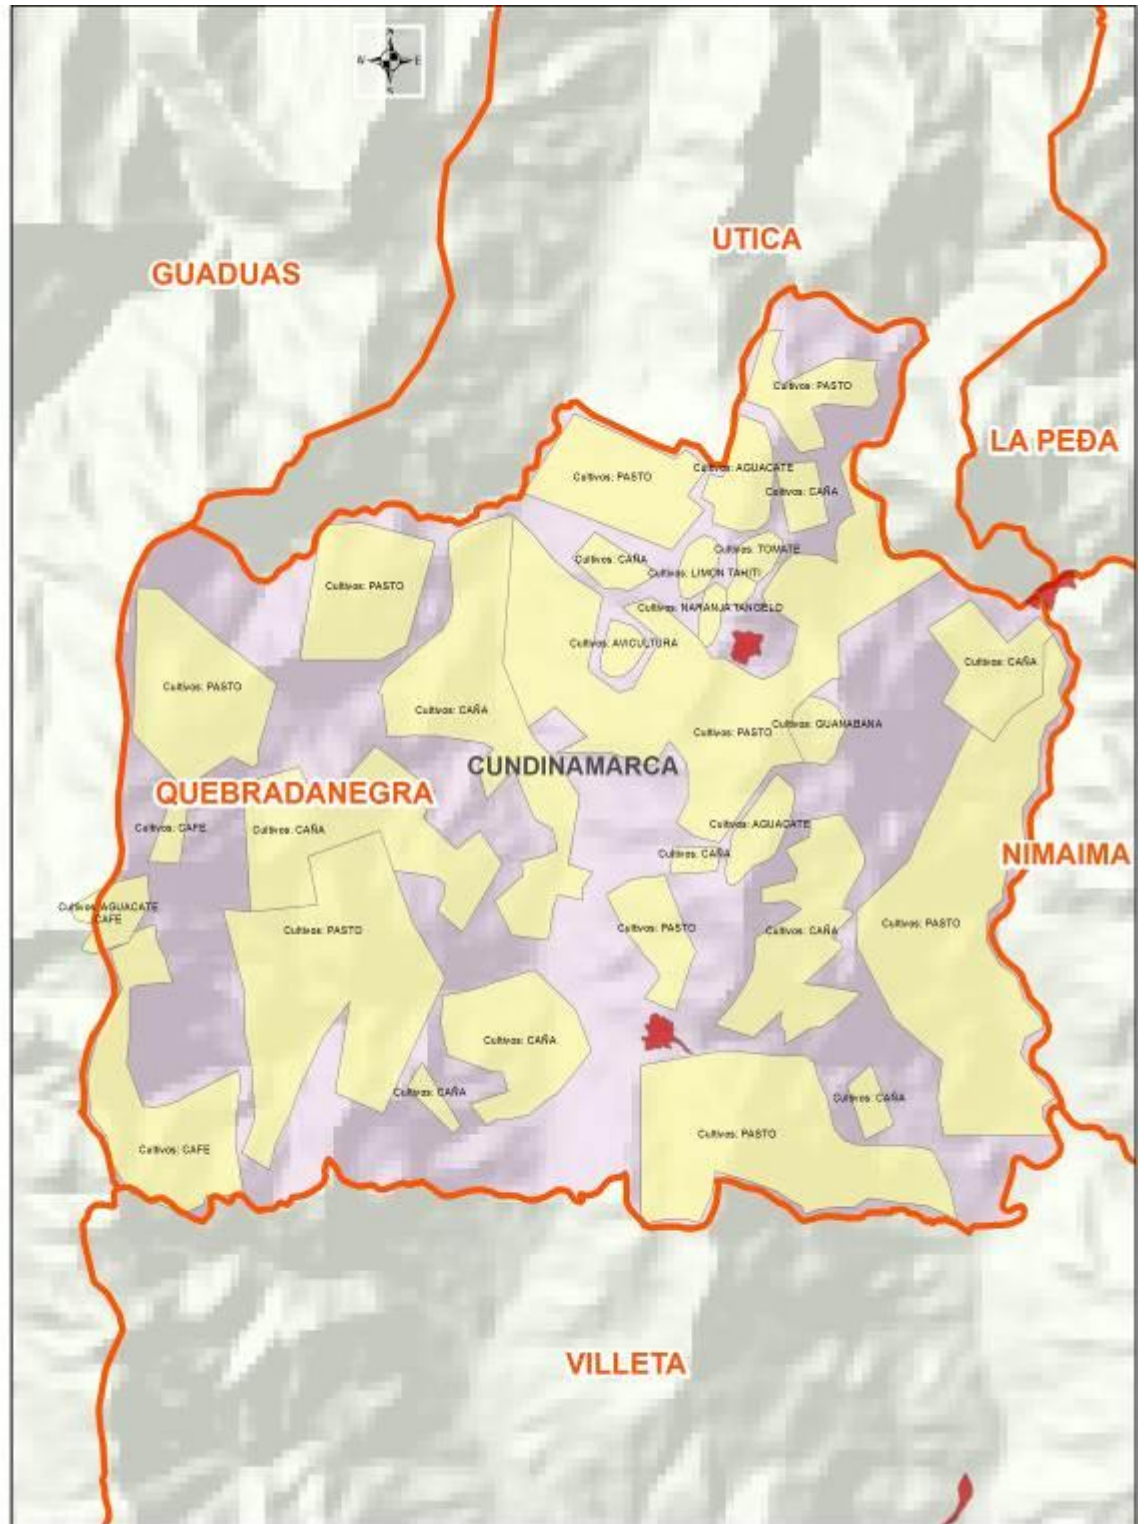 N
W E
S
UTICA
GUADUAS
Cultivos: PASTO
LA PEÐA
Cultivos: AGUACATE
Cultivos: PASTO
Cultivos: CAÑA
Cultivos: TOMATE
Cultivos: CAÑA
Cultivos: LIMON TAHITI
Cultivos: PASTO
Cultivos: NARANJA TANGELO
Cultivos: AVICULTURA
Cultivos: CAÑA
Cultivos: PASTO
Cultivos: CAÑA
Cultivos: GUANABANA
Cultivos: PASTO
CUNDINAMARCA
QUEBRADANEGRA
Cultivos: AGUACATE
Cultivos: CAFE
Cultivos: CAÑA
Cultivos: CAÑA
NIMAIMA
Cultivos: AGUACATE
CAFE
Cultivos: PASTO
Cultivos: PASTO
Cultivos: PASTO
Cultivos: CAÑA
Cultivos: CAÑA
Cultivos: CAÑA
Cultivos: CAÑA
Cultivos: PASTO
Cultivos: CAFE
VILLETA